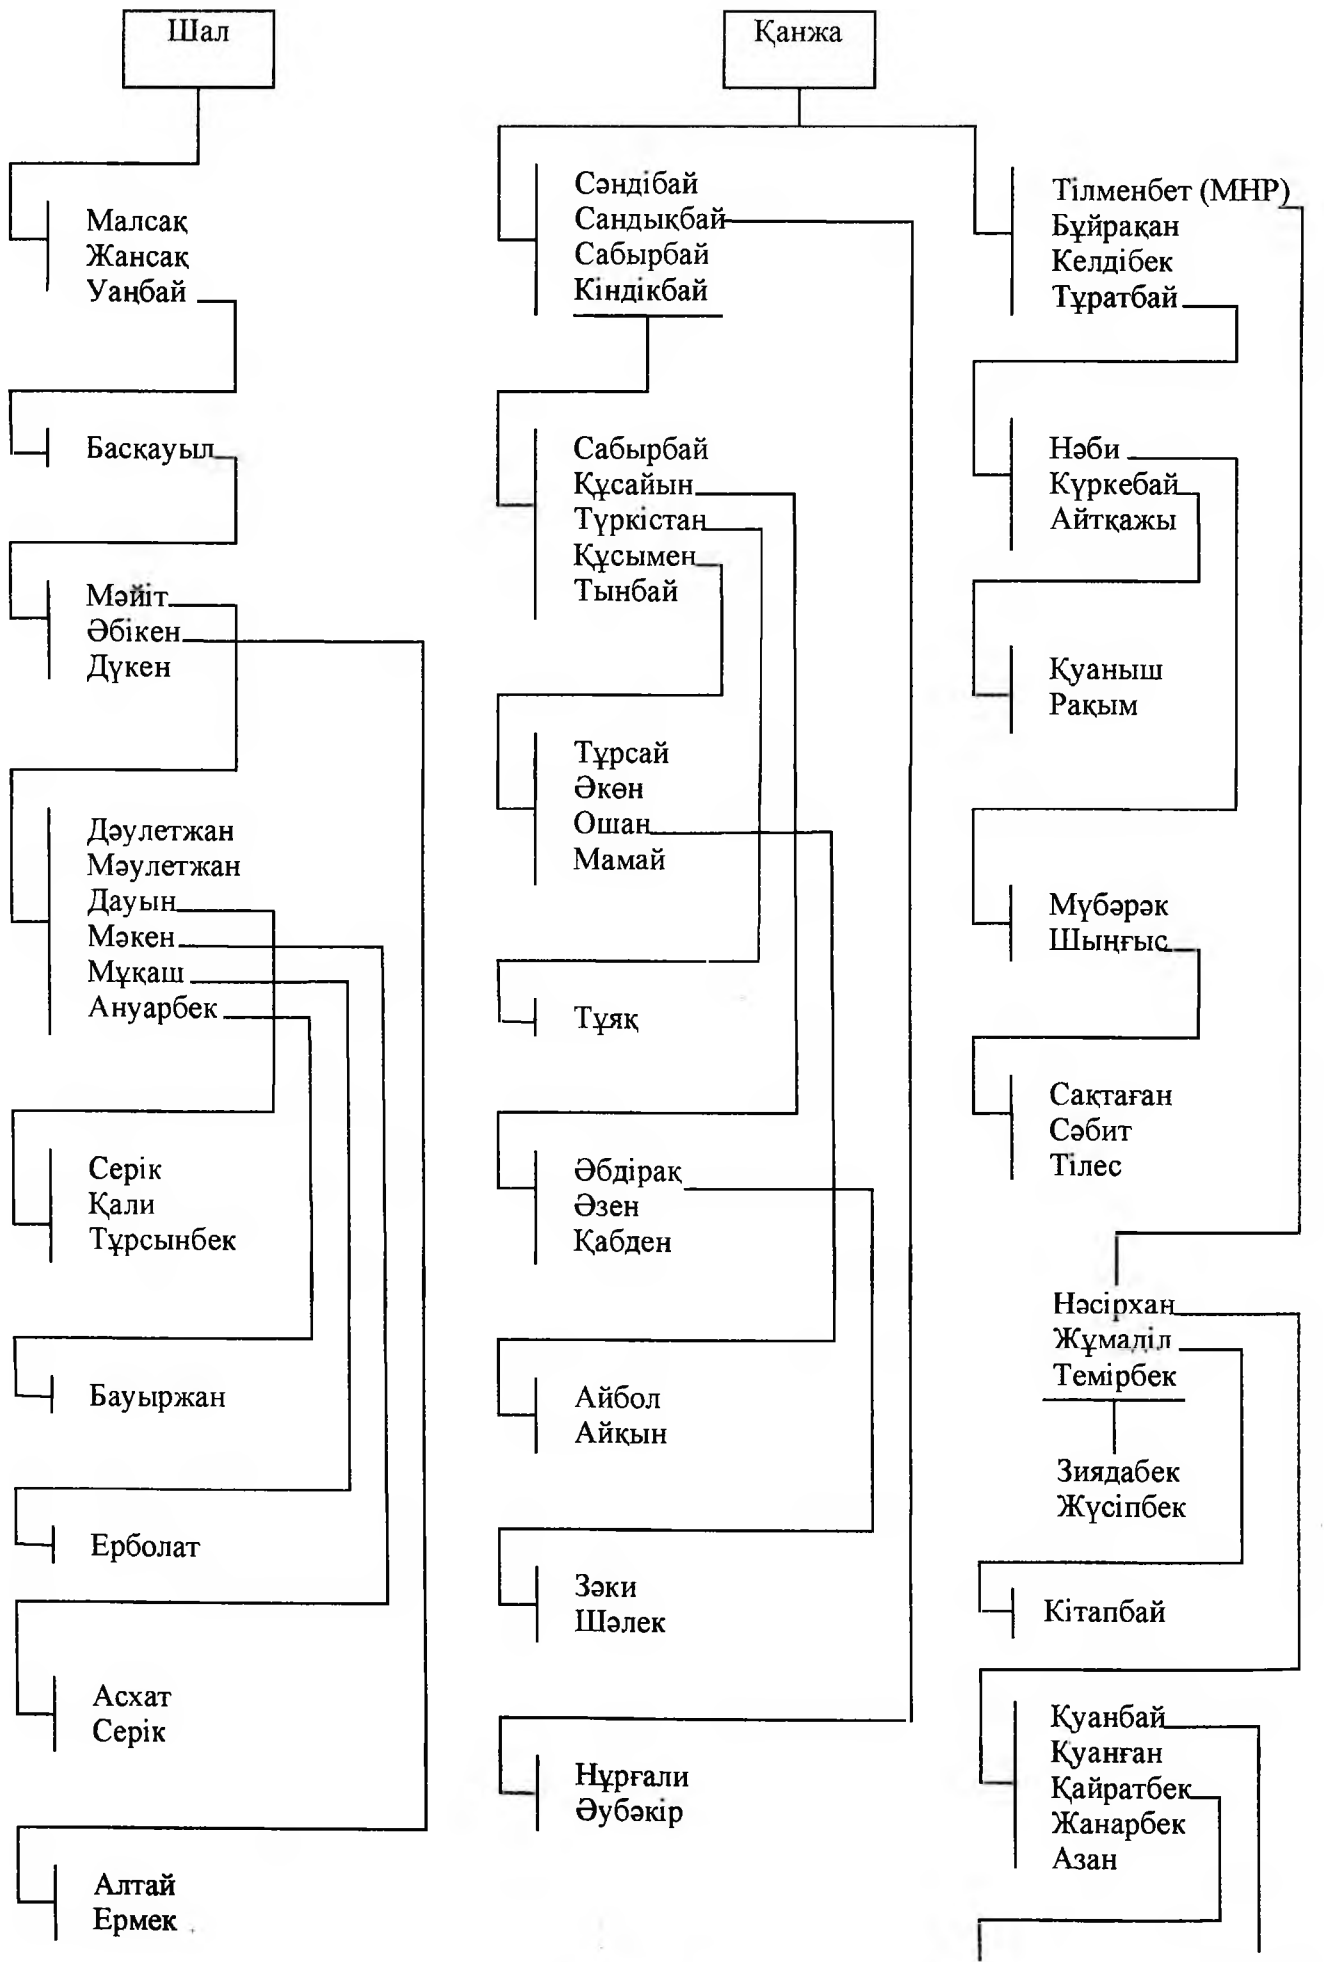 Шал
Малсақ
Жансақ
Уаңбай
Басқауыл
Мәйіт
Әбікен
Дүкен
Дәулетжан
Мәулетжан
Дауын
Мәкен
Мұқаш
Ануарбек
Серік
Қали
Тұрсынбек
Бауыржан
Ерболат
Асхат
Серік
Алтай
Ермек
Қанжа
Сәндібай
Сандықбай
Сабырбай
Кіндікбай
Сабырбай
Құсайын
Түркістан
Құсымен
Тынбай
Тұрсай
Әкөн
Ошан
Мамай
Тұяқ
Әбдірақ
Әзен
Қабден
Айбол
Айқын
Зәки
Шәлек
Нұрғали
Әубәкір
Тілменбет (МНР)
Бұйрақан
Келдібек
Тұратбай
Нәби
Күркебай
Айтқажы
Қуаныш
Рақым
Мүбәрәк
Шыңғыс
Сақтаған
Сәбит
Тілес
Нәсірхан
Жұмаділ
Темірбек
Зиядабек
Жүсіпбек
Кітапбай
Қуанбай
Қуанған
Қайратбек
Жанарбек
Азан